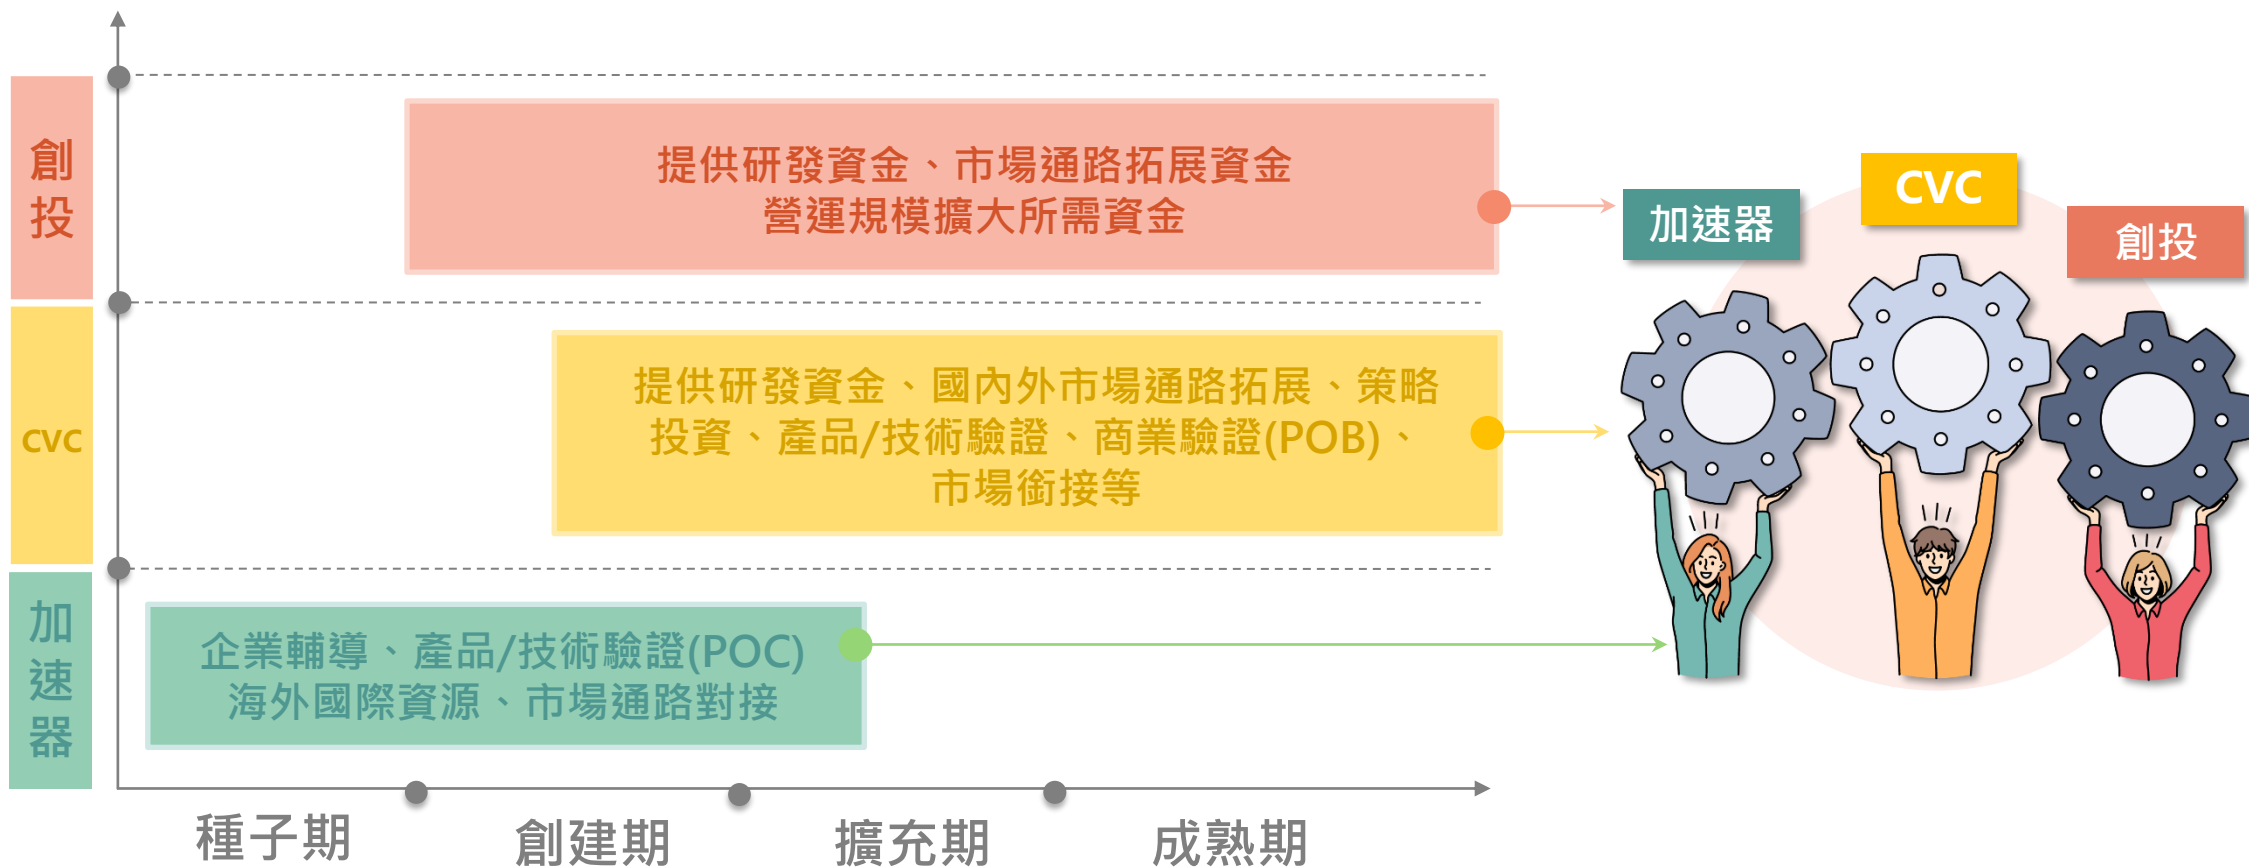 創投
提供研發資金、市場通路拓展資金
營運規模擴大所需資金
CVC
提供研發資金、國內外市場通路拓展、策略
投資、產品/技術驗證、商業驗證(POB)、
市場銜接等
加速器
企業輔導、產品/技術驗證(POC)
海外國際資源、市場通路對接
種子期
創建期
擴充期
成熟期
加速器
CVC
創投